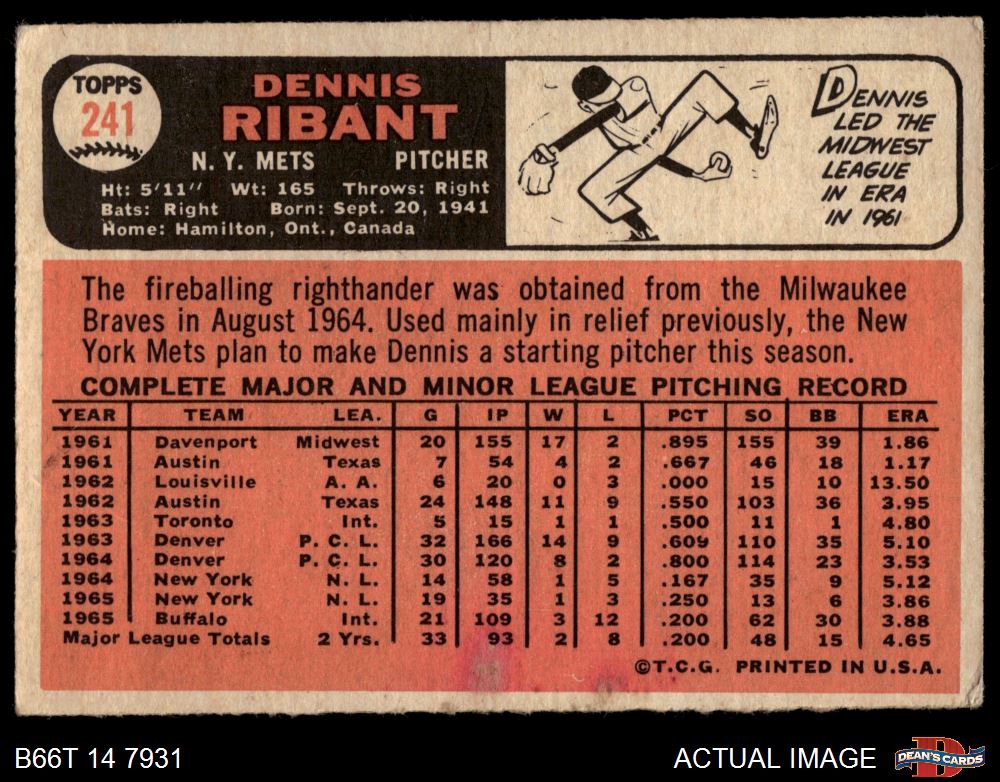 TOPPS
241
DENNIS
RIBANT
N. Y. METS PITCHER
Ht: 5'11" Wt: 165 Throws: Right
Bats: Right Born: Sept. 20, 1941
Home: Hamilton, Ont., Canada
DENNIS
LED THE
MIDWEST
LEAGUE
IN ERA
IN 1961
The fireballing righthander was obtained from the Milwaukee
Braves in August 1964. Used mainly in relief previously, the New
York Mets plan to make Dennis a starting pitcher this season.
COMPLETE MAJOR AND MINOR LEAGUE PITCHING RECORD
YEAR TEAM LEA. G IP W L PCT SO BB ERA
1961 Davenport Midwest 20 155 17 2 .895 155 39 1.86
1961 Austin Texas 7 54 4 2 .667 46 18 1.17
1962 Louisville A. A. 6 20 0 3 .000 15 10 13.50
1962 Austin Texas 24 148 11 9 .550 103 36 3.95
1963 Toronto Int. 5 15 1 1 .500 11 1 4.80
1963 Denver P. C. L. 32 166 14 9 .609 110 35 5.10
1964 Denver P. C. L. 30 120 8 2 .800 114 23 3.53
1964 New York N. L. 14 58 1 5 .167 35 9 5.12
1965 New York N. L. 19 35 1 3 .250 13 6 3.86
1965 Buffalo Int. 21 109 3 12 .200 62 30 3.88
Major League Totals 2 Yrs. 33 93 2 8 .200 48 15 4.65
©T.C.G. PRINTED IN U.S.A.
B66T 14 7931 ACTUAL IMAGE DEAN'S CARDS